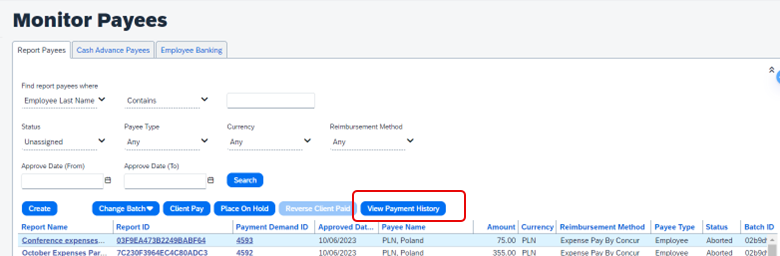 Monitor Payees
Report Payees Cash Advance Payees Employee Banking
Find report payees where
Employee Last Name Contains
Status Payee Type Currency Reimbursement Method
Unassigned Any Any Any
Approve Date (From) Approve Date (To)
Search
Create Change Batch Client Pay Place On Hold Reverse Client Paid View Payment History
Report Name Report ID Payment Demand ID Approved Dat... Payee Name Amount Currency Reimbursement Method Payee Type Status Batch ID
Conference expenses... 03F9EA473B2249BABF64 4593 10/06/2023 PLN, Poland 75.00 PLN Expense Pay By Concur Employee Aborted 02b9d
October Expenses Par... 7C230F3964EC4C80ADC3 4592 10/06/2023 PLN, Poland 355.00 PLN Expense Pay By Concur Employee Aborted 02b9d